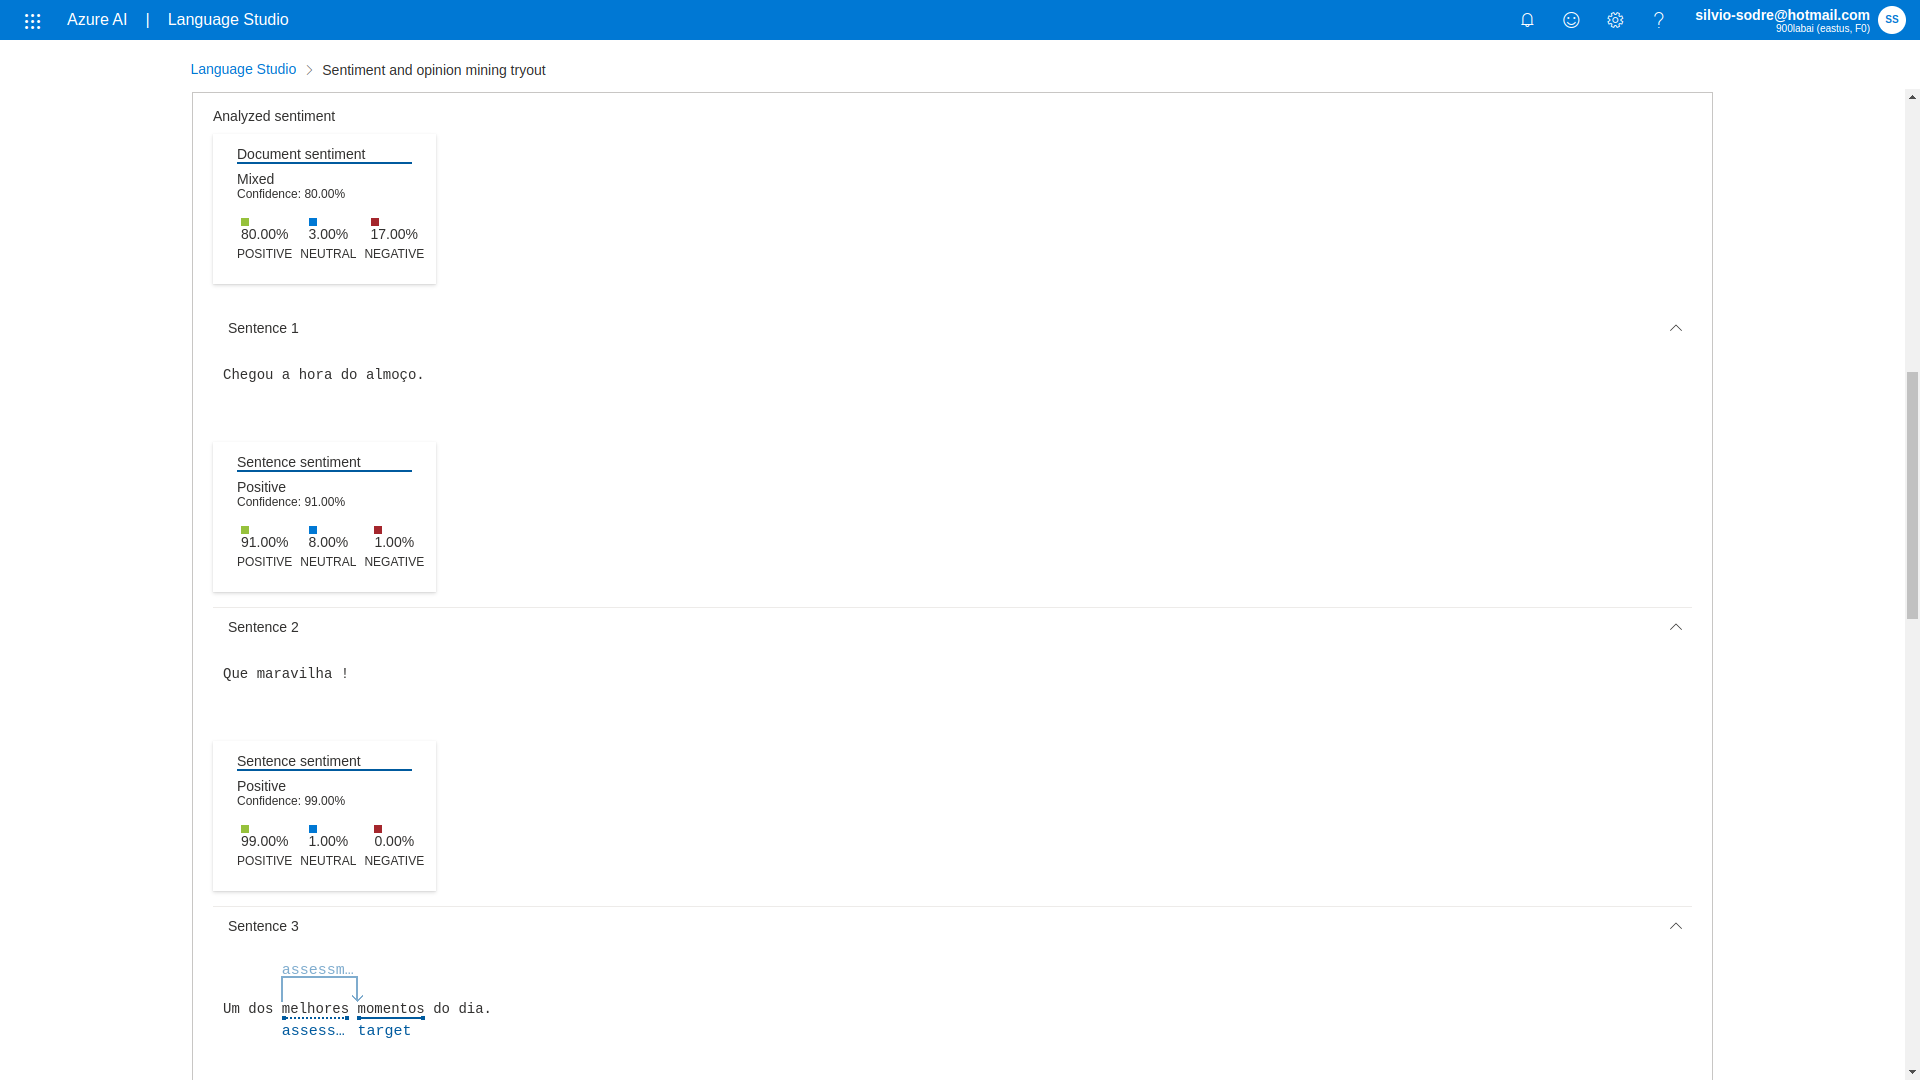 Azure AI | Language Studio
silvio-sodre@hotmail.com
900labai (eastus, F0)
SS
Language Studio > Sentiment and opinion mining tryout
Analyzed sentiment
Document sentiment
Mixed
Confidence: 80.00%
80.00% 3.00% 17.00%
POSITIVE NEUTRAL NEGATIVE
Sentence 1
Chegou a hora do almoço.
Sentence sentiment
Positive
Confidence: 91.00%
91.00% 8.00% 1.00%
POSITIVE NEUTRAL NEGATIVE
Sentence 2
Que maravilha !
Sentence sentiment
Positive
Confidence: 99.00%
99.00% 1.00% 0.00%
POSITIVE NEUTRAL NEGATIVE
Sentence 3
assessm…
Um dos melhores momentos do dia.
assess… target